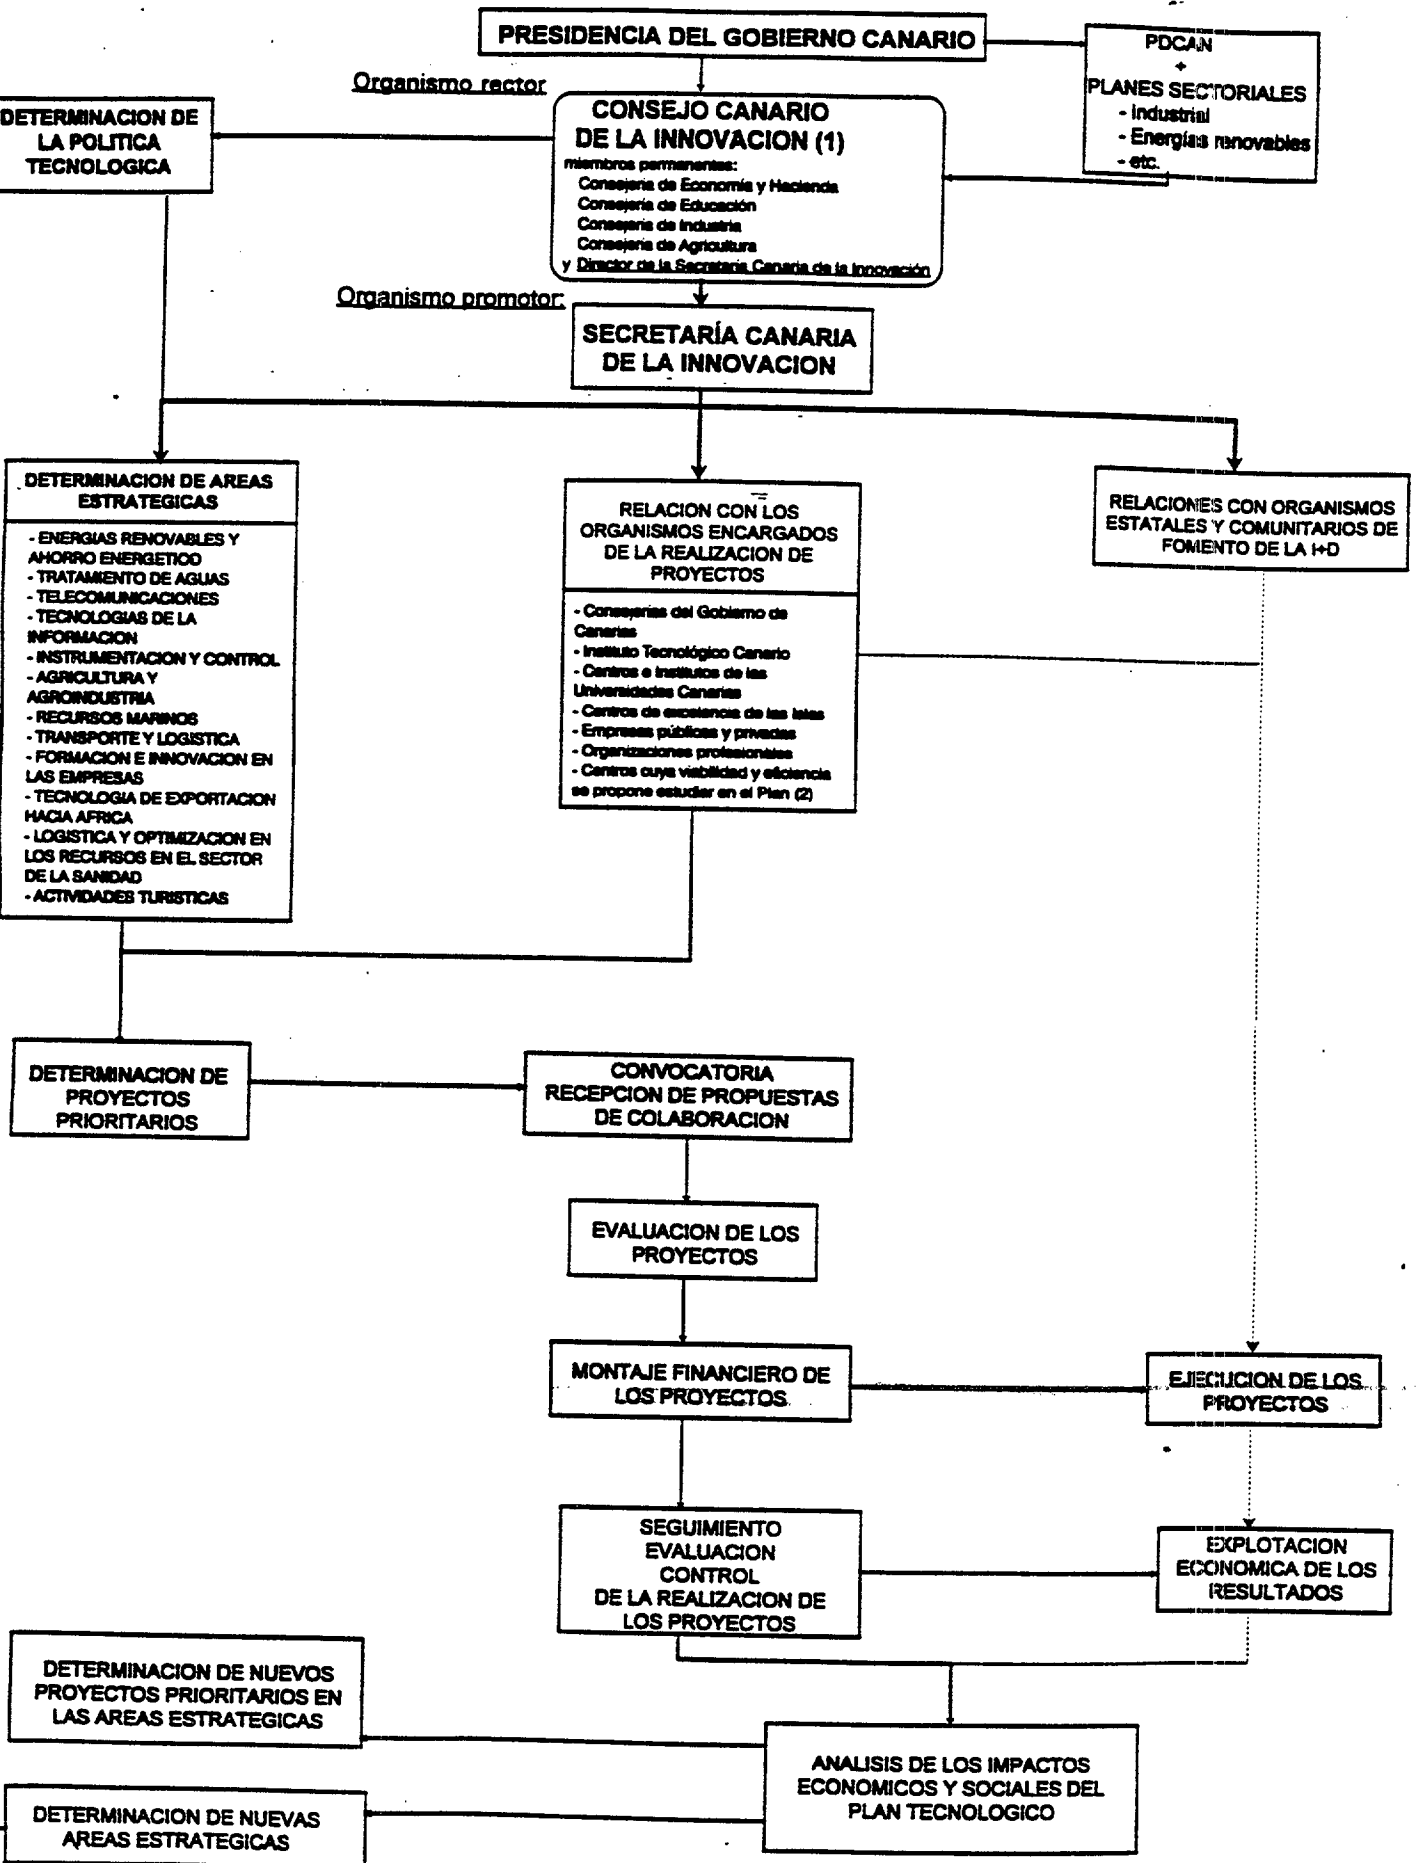 PRESIDENCIA DEL GOBIERNO CANARIO
PDCAN
+
PLANES SECTORIALES
- Industrial
- Energías renovables
- etc.
Organismo rector
CONSEJO CANARIO
DE LA INNOVACION (1)
miembros permanentes:
Consejería de Economía y Hacienda
Consejería de Educación
Consejería de Industria
Consejería de Agricultura
y Director de la Secretaría Canaria de la Innovación
DETERMINACION DE
LA POLITICA
TECNOLOGICA
Organismo promotor:
SECRETARÍA CANARIA
DE LA INNOVACION
DETERMINACION DE AREAS
ESTRATEGICAS
- ENERGIAS RENOVABLES Y
AHORRO ENERGETICO
- TRATAMIENTO DE AGUAS
- TELECOMUNICACIONES
- TECNOLOGIAS DE LA
INFORMACION
- INSTRUMENTACION Y CONTROL
- AGRICULTURA Y
AGROINDUSTRIA
- RECURSOS MARINOS
- TRANSPORTE Y LOGISTICA
- FORMACION E INNOVACION EN
LAS EMPRESAS
- TECNOLOGIA DE EXPORTACION
HACIA AFRICA
- LOGISTICA Y OPTIMIZACION EN
LOS RECURSOS EN EL SECTOR
DE LA SANIDAD
- ACTIVIDADES TURISTICAS
RELACION CON LOS
ORGANISMOS ENCARGADOS
DE LA REALIZACION DE
PROYECTOS
- Consejerías del Gobierno de
Canarias
- Instituto Tecnológico Canario
- Centros e Institutos de las
Universidades Canarias
- Centros de excelencia de las Islas
- Empresas públicas y privadas
- Organizaciones profesionales
- Centros cuya viabilidad y eficiencia
se propone estudiar en el Plan (2)
RELACIONES CON ORGANISMOS
ESTATALES Y COMUNITARIOS DE
FOMENTO DE LA I+D
DETERMINACION DE
PROYECTOS
PRIORITARIOS
CONVOCATORIA
RECEPCION DE PROPUESTAS
DE COLABORACION
EVALUACION DE LOS
PROYECTOS
MONTAJE FINANCIERO DE
LOS PROYECTOS
EJECUCION DE LOS
PROYECTOS
SEGUIMIENTO
EVALUACION
CONTROL
DE LA REALIZACION DE
LOS PROYECTOS
EXPLOTACION
ECONOMICA DE LOS
RESULTADOS
DETERMINACION DE NUEVOS
PROYECTOS PRIORITARIOS EN
LAS AREAS ESTRATEGICAS
ANALISIS DE LOS IMPACTOS
ECONOMICOS Y SOCIALES DEL
PLAN TECNOLOGICO
DETERMINACION DE NUEVAS
AREAS ESTRATEGICAS